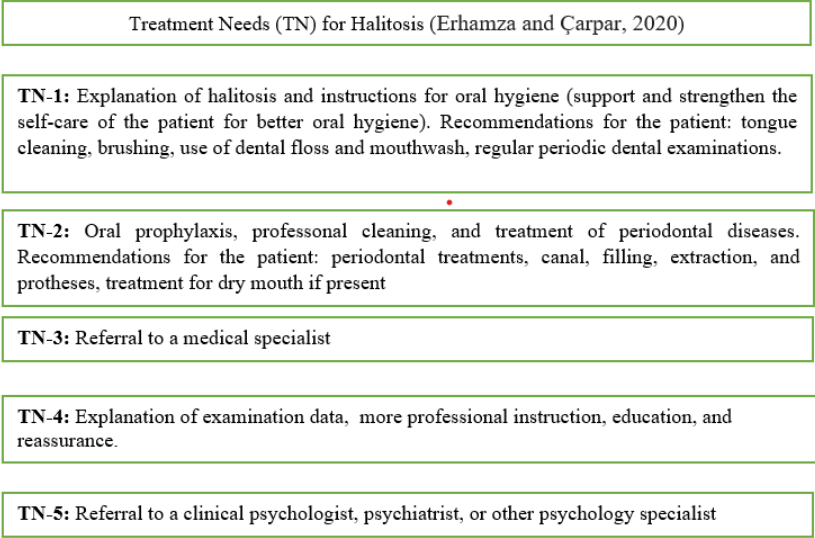 Treatment Needs (TN) for Halitosis (Erhamza and Çarpar, 2020)
TN-1: Explanation of halitosis and instructions for oral hygiene (support and strengthen the
self-care of the patient for better oral hygiene). Recommendations for the patient: tongue
cleaning, brushing, use of dental floss and mouthwash, regular periodic dental examinations.
TN-2: Oral prophylaxis, professonal cleaning, and treatment of periodontal diseases.
Recommendations for the patient: periodontal treatments, canal, filling, extraction, and
protheses, treatment for dry mouth if present
TN-3: Referral to a medical specialist
TN-4: Explanation of examination data, more professional instruction, education, and
reassurance.
TN-5: Referral to a clinical psychologist, psychiatrist, or other psychology specialist